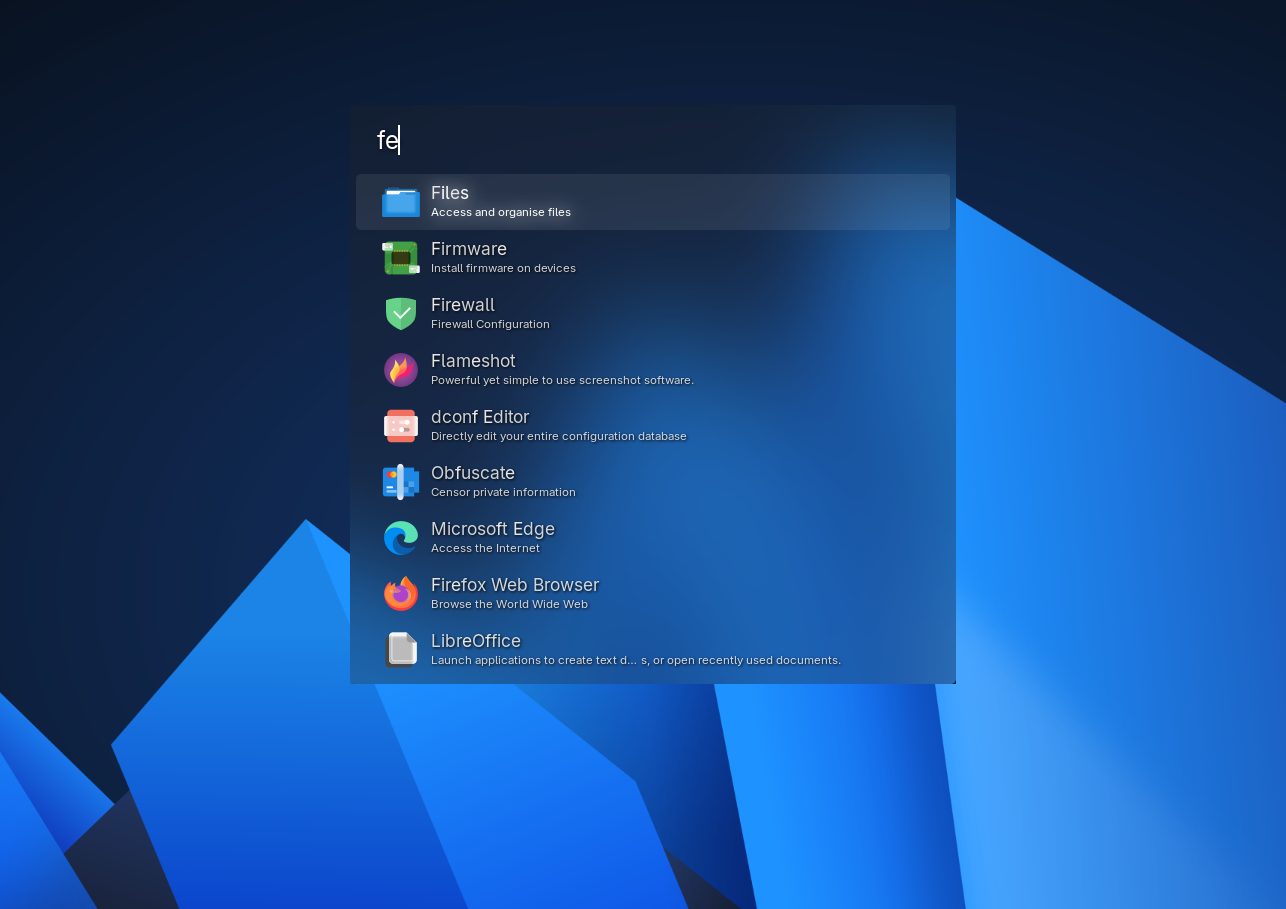 fe
Files
Access and organise files
Firmware
Install firmware on devices
Firewall
Firewall Configuration
Flameshot
Powerful yet simple to use screenshot software.
dconf Editor
Directly edit your entire configuration database
Obfuscate
Censor private information
Microsoft Edge
Access the Internet
Firefox Web Browser
Browse the World Wide Web
LibreOffice
Launch applications to create text d... s, or open recently used documents.